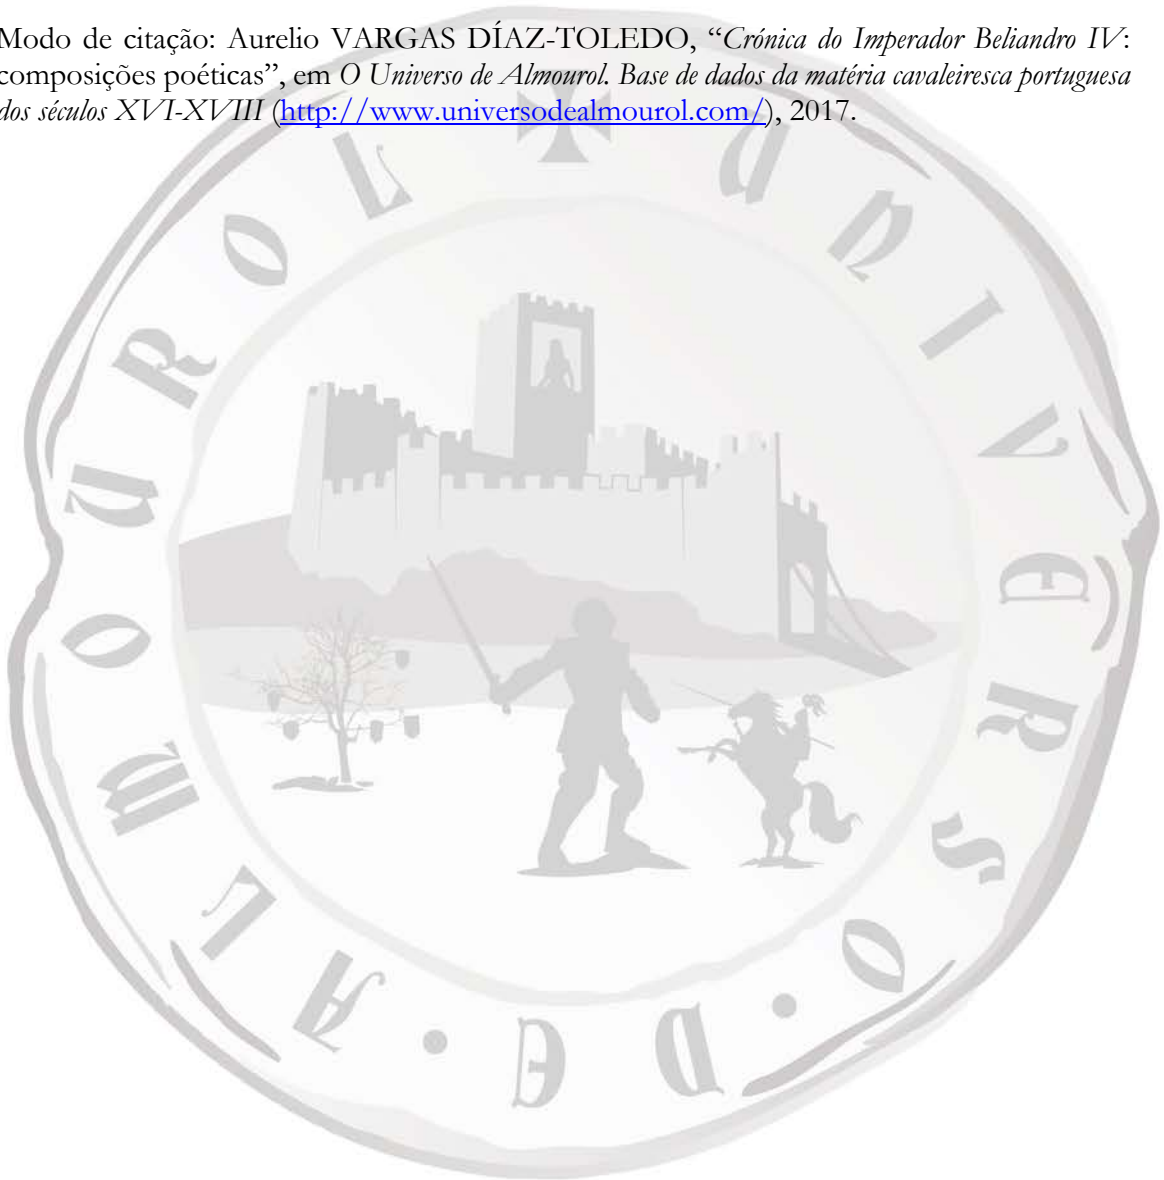 Modo de citação: Aurelio VARGAS DÍAZ-TOLEDO, “Crónica do Imperador Beliandro IV:
composições poéticas”, em O Universo de Almourol. Base de dados da matéria cavaleiresca portuguesa
dos séculos XVI-XVIII (http://www.universodealmourol.com/), 2017.
UNIVERSO · DE · ALMOUROL